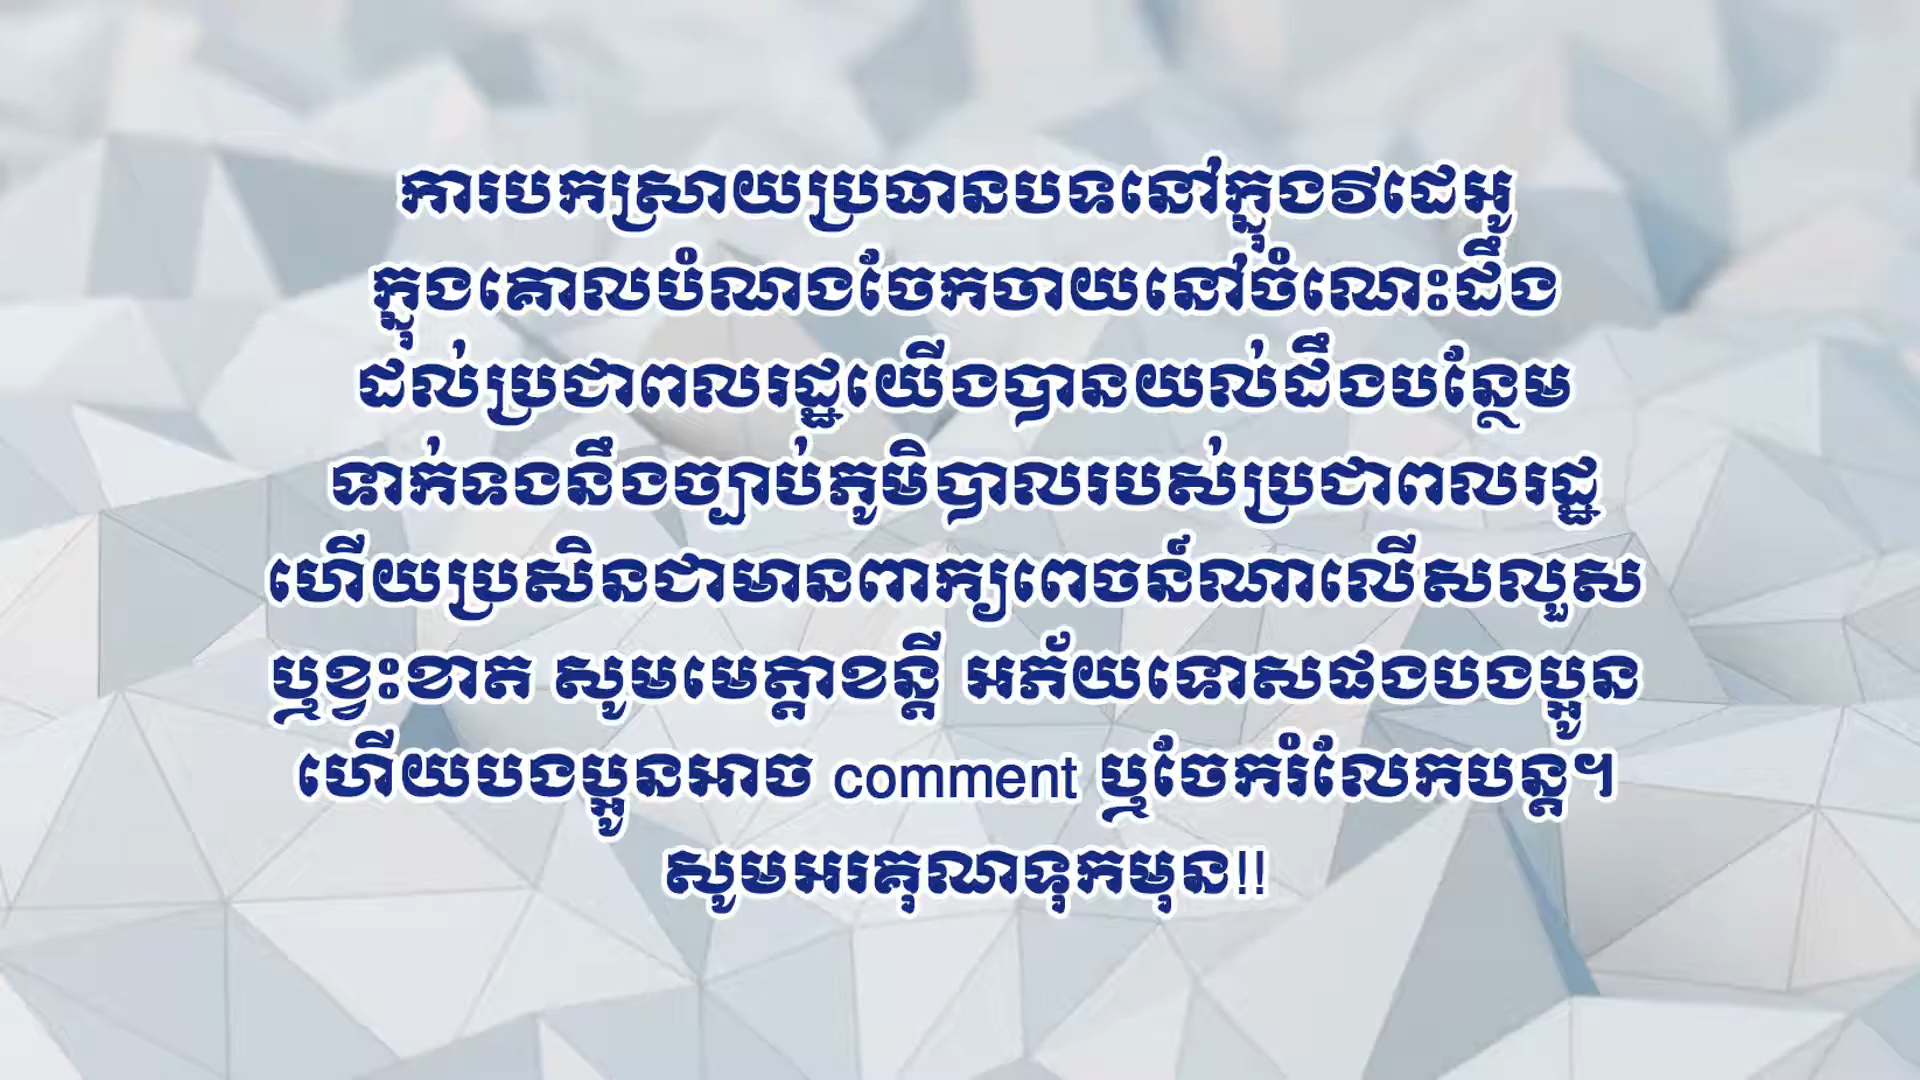 ការបកស្រាយប្រធានបទនៅក្នុងវីដេអូ
ក្នុងគោលបំណងចែកចាយនៅចំណេះដឹង
ដល់ប្រជាពលរដ្ឋយើងបានយល់ដឹងបន្ថែម
ទាក់ទងនឹងច្បាប់ភូមិបាលរបស់ប្រជាពលរដ្ឋ
ហើយប្រសិនជាមានពាក្យពេចន៍ណាលើសលួស
ឬខ្វះខាត សូមមេត្តាខន្តី អភ័យទោសផងបងប្អូន
ហើយបងប្អូនអាច comment ឬចែករំលែកបន្ត។
សូមអរគុណទុកមុន!!